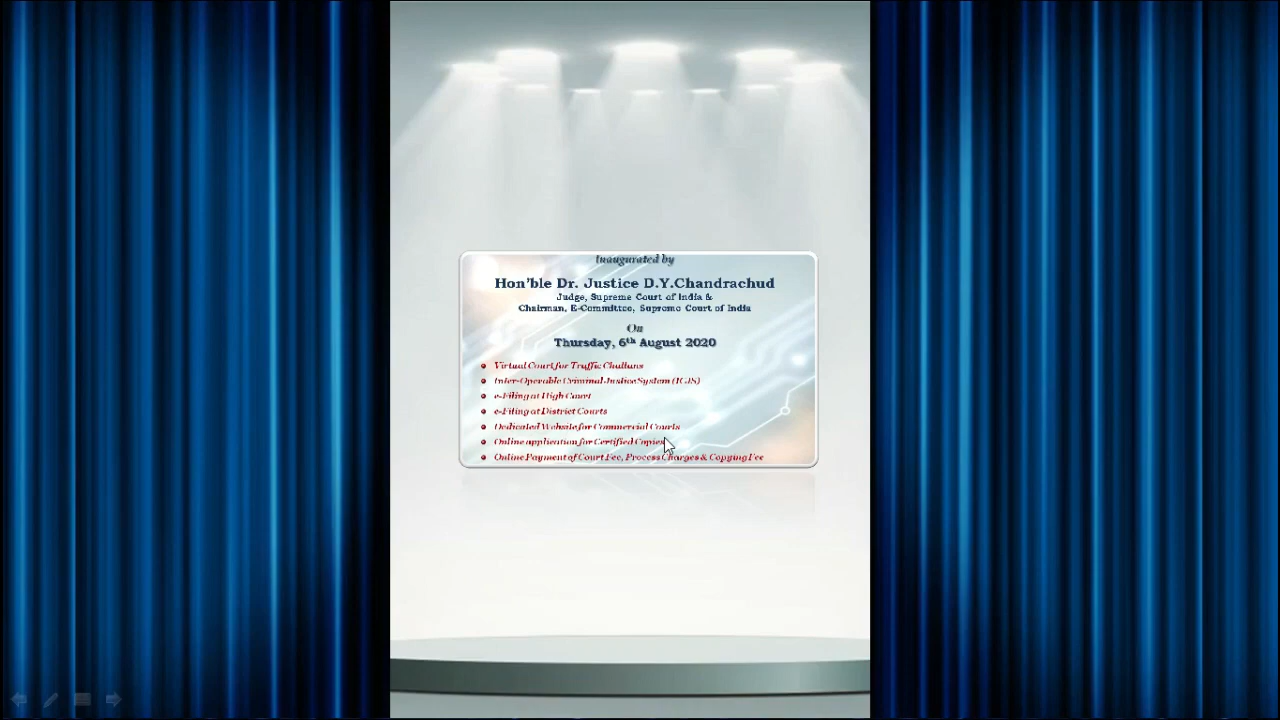 Inaugurated by
Hon'ble Dr. Justice D.Y.Chandrachud
Judge, Supreme Court of India &
Chairman, E-Committee, Supreme Court of India
On
Thursday, 6th August 2020
Virtual Court for Traffic Challans
Inter-Operable Criminal Justice System (ICJS)
e-Filing at High Court
e-Filing at District Courts
Dedicated Website for Commercial Courts
Online application for Certified Copies
Online Payment of Court Fee, Process Charges & Copying Fee